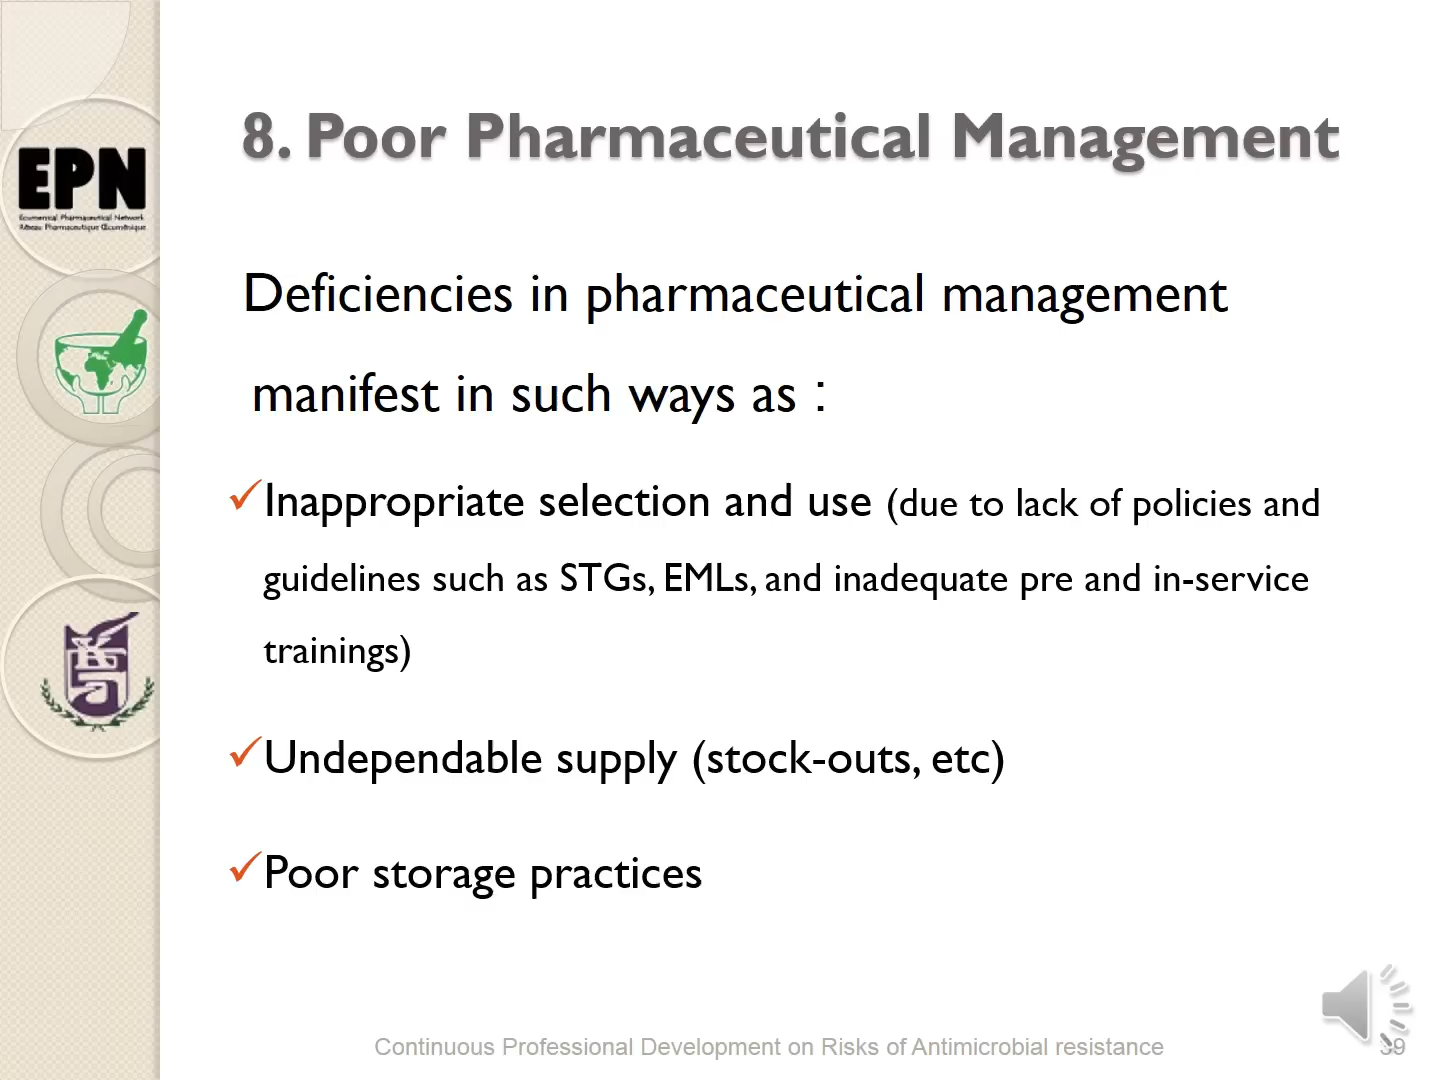 8. Poor Pharmaceutical Management
EPN
Ecumenical Pharmaceutical Network
Réseau Pharmaceutique Œcuménique
Deficiencies in pharmaceutical management
manifest in such ways as :
✓Inappropriate selection and use (due to lack of policies and
guidelines such as STGs, EMLs, and inadequate pre and in-service
trainings)
✓Undependable supply (stock-outs, etc)
✓Poor storage practices
Continuous Professional Development on Risks of Antimicrobial resistance
39